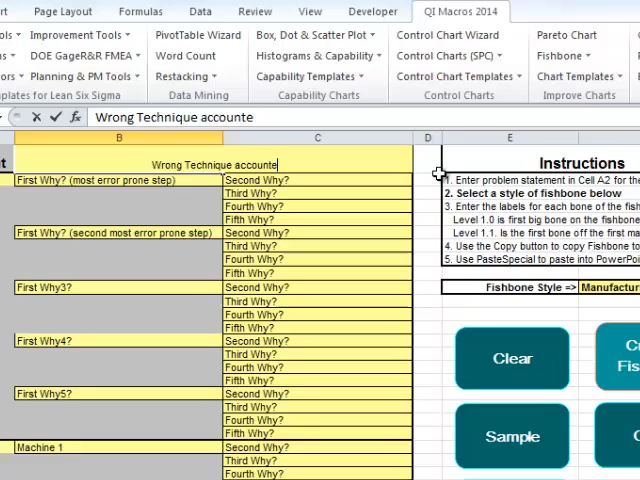 rt Page Layout Formulas Data Review View Developer QI Macros 2014
ols Improvement Tools PivotTable Wizard Box, Dot & Scatter Plot Control Chart Wizard Pareto Chart
s DOE GageR&R FMEA Word Count Histograms & Capability Control Charts (SPC) Fishbone
ors Planning & PM Tools Restacking Capability Templates Control Chart Templates Chart Templates
plates for Lean Six Sigma Data Mining Capability Charts Control Charts Improve Charts
fx Wrong Technique accounte
B C D E
t Wrong Technique accounte Instructions
First Why? (most error prone step) Second Why? 1. Enter problem statement in Cell A2 for the
Third Why? 2. Select a style of fishbone below
Fourth Why? 3. Enter the labels for each bone of the fish
Fifth Why? Level 1.0 is first big bone on the fishbone
First Why? (second most error prone step) Second Why? Level 1.1. Is the first bone off the first ma
Third Why? 4. Use the Copy button to copy Fishbone to
Fourth Why? 5. Use PasteSpecial to paste into PowerPoi
Fifth Why?
First Why3? Second Why? Fishbone Style => Manufactur
Third Why?
Fourth Why?
Fifth Why?
First Why4? Second Why?
Third Why? Clear
Fourth Why? Fis
Fifth Why?
First Why5? Second Why?
Third Why?
Fourth Why?
Fifth Why? Sample
Machine 1 Second Why?
Third Why?
Fourth Why?